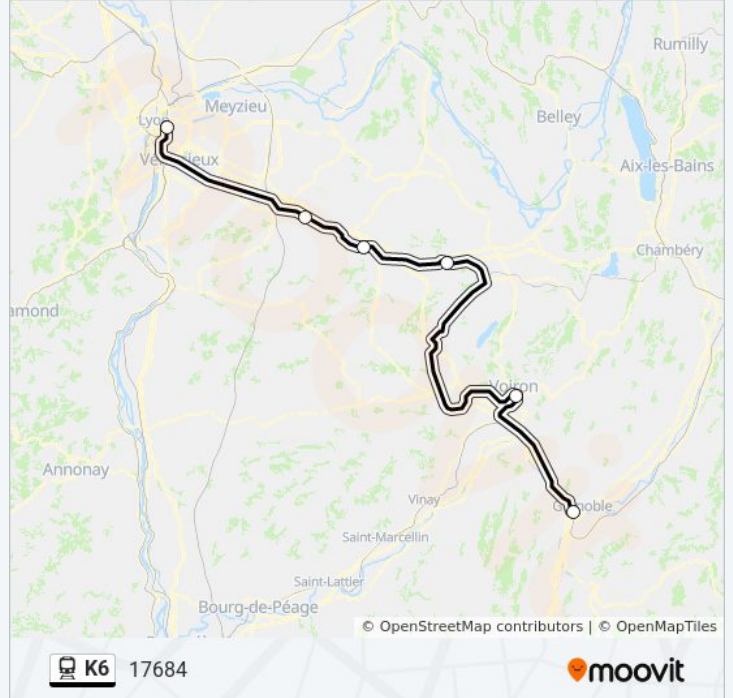 Rumilly
Meyzieu
Lyon
Belley
Vénissieux
Aix-les-Bains
Chambéry
amond
Voiron
Annonay
Vinay
Grenoble
Saint-Marcellin
Saint-Lattier
Bourg-de-Péage
© OpenStreetMap contributors | © OpenMapTiles
K6 17684 moovit